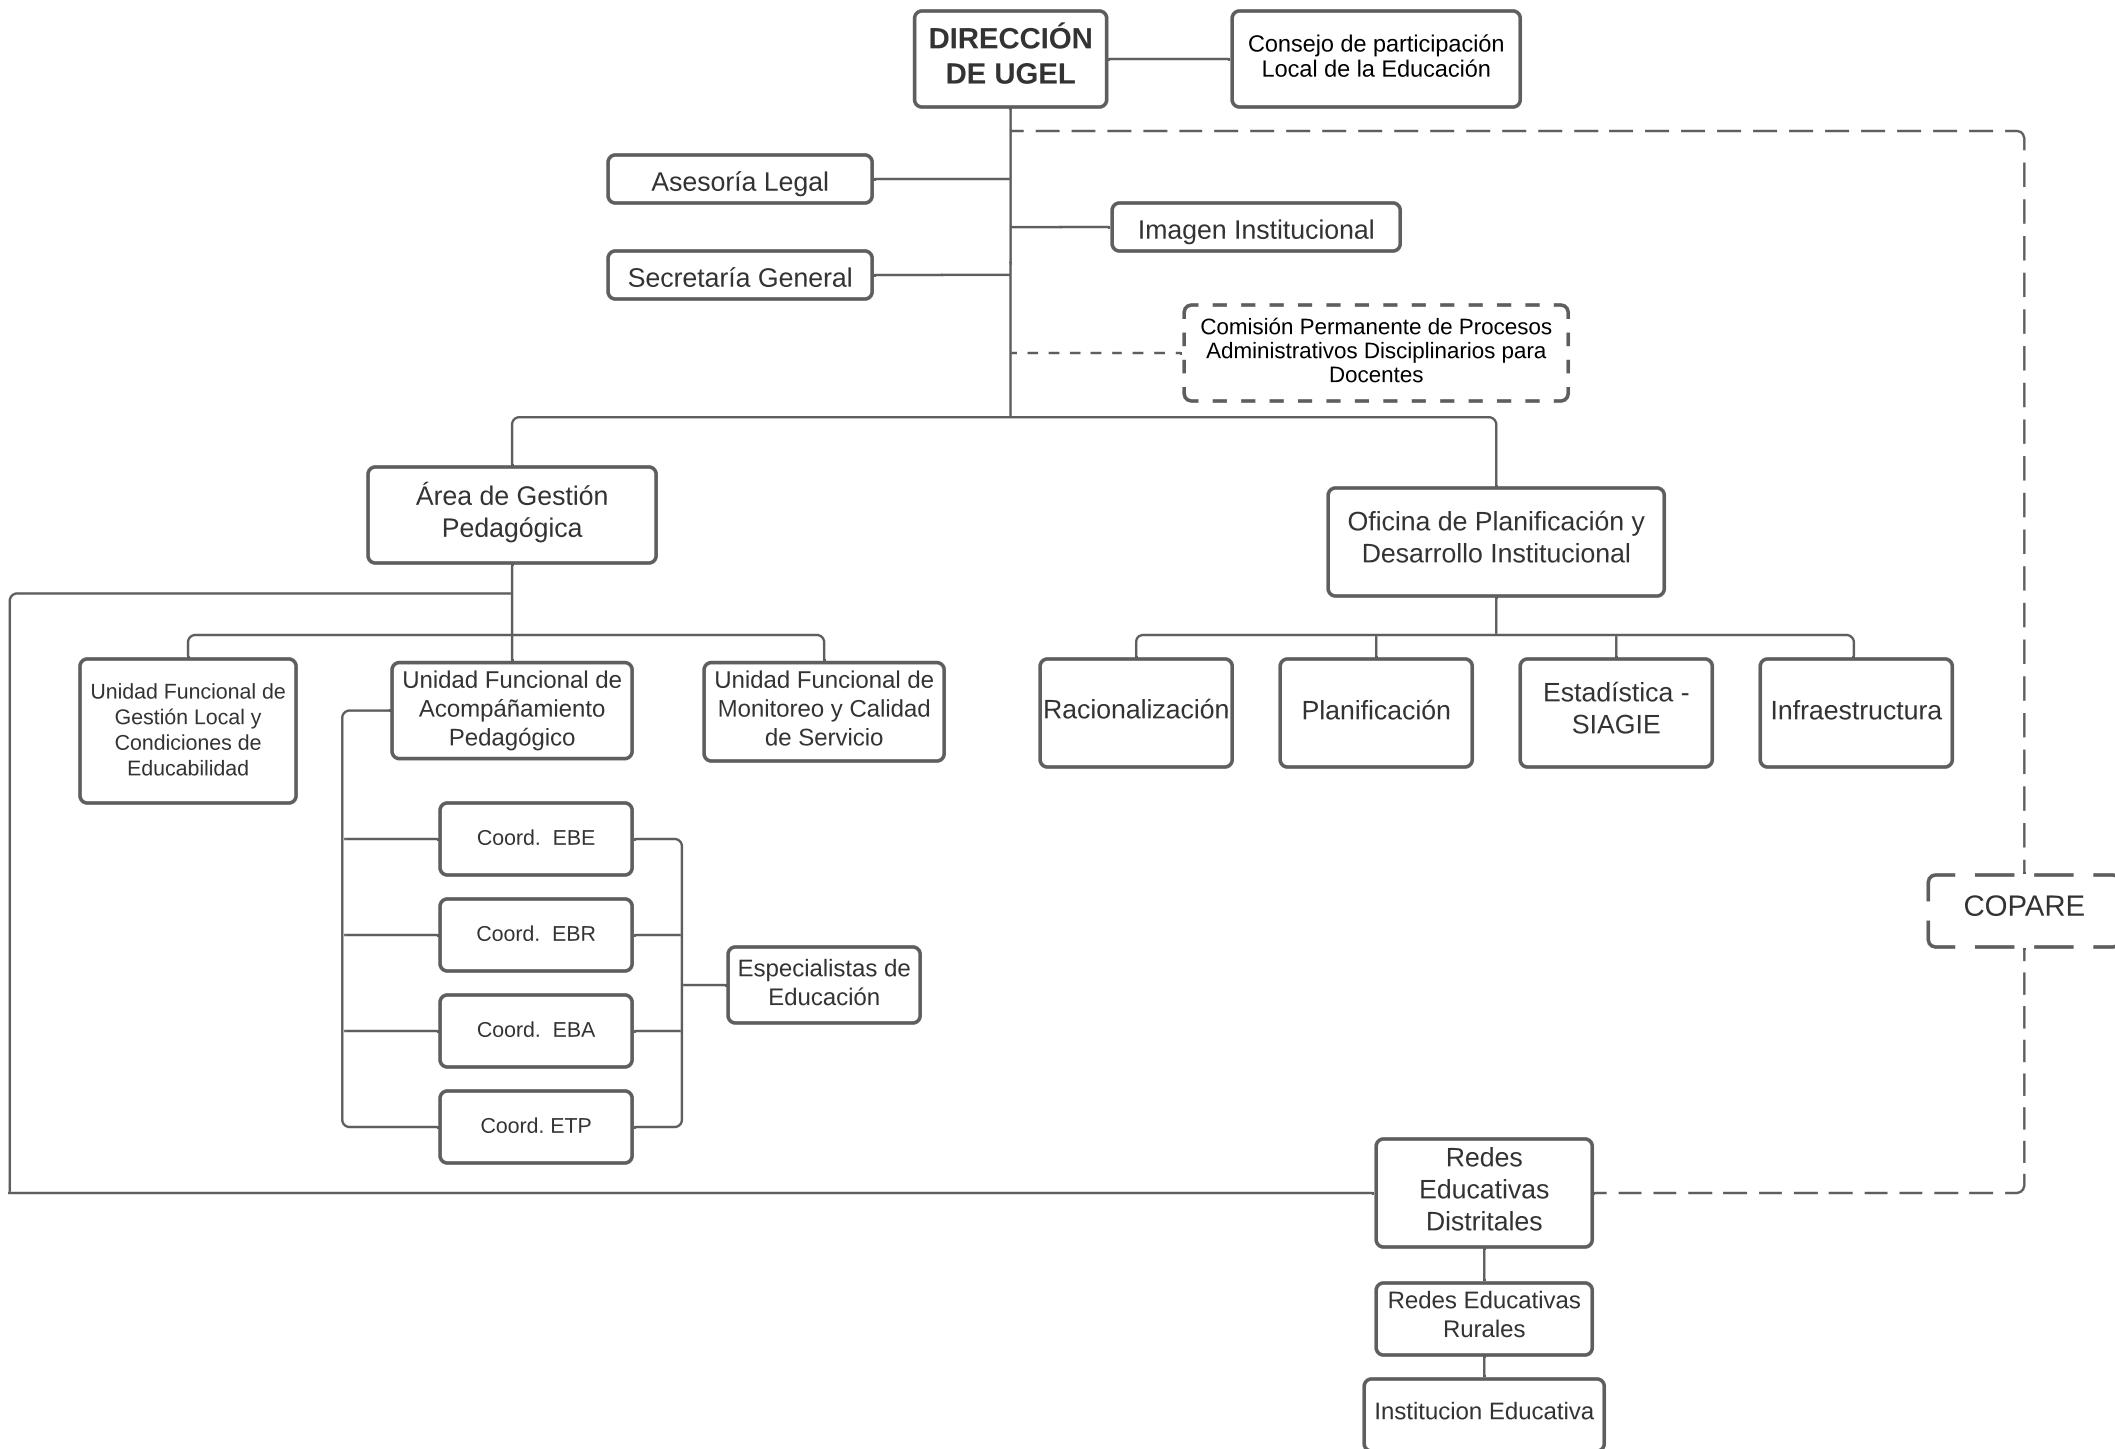 DIRECCIÓN
DE UGEL
Consejo de participación
Local de la Educación
Asesoría Legal
Imagen Institucional
Secretaría General
Comisión Permanente de Procesos
Administrativos Disciplinarios para
Docentes
Área de Gestión
Pedagógica
Oficina de Planificación y
Desarrollo Institucional
Unidad Funcional de
Gestión Local y
Condiciones de
Educabilidad
Unidad Funcional de
Acompáñamiento
Pedagógico
Unidad Funcional de
Monitoreo y Calidad
de Servicio
Racionalización
Planificación
Estadística -
SIAGIE
Infraestructura
Coord.  EBE
Coord.  EBR
Coord.  EBA
Coord. ETP
Especialistas de
Educación
COPARE
Redes
Educativas
Distritales
Redes Educativas
Rurales
Institucion Educativa